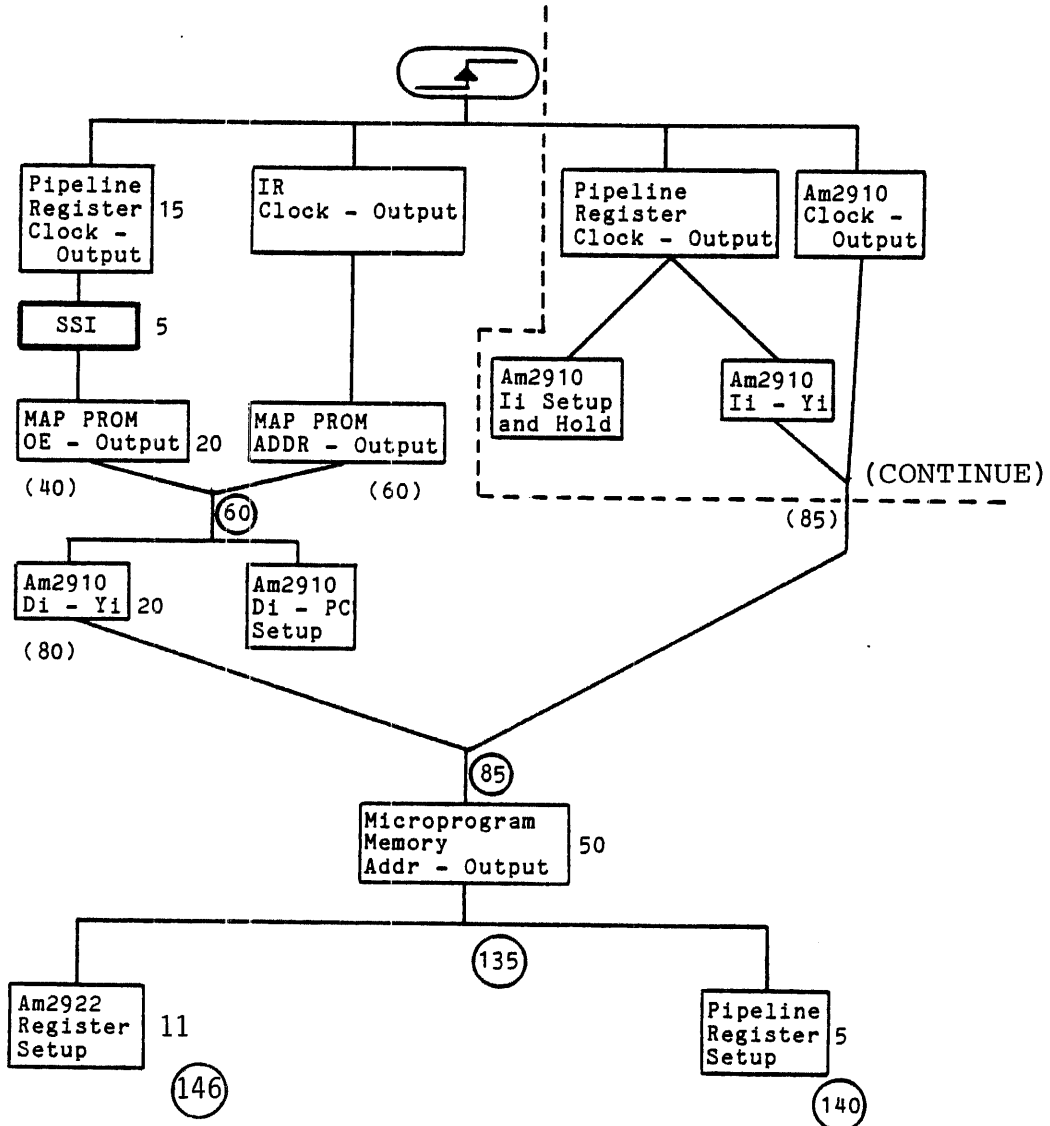 Pipeline
Register
Clock -
Output
15
IR
Clock - Output
Pipeline
Register
Clock - Output
Am2910
Clock -
Output
SSI
5
MAP PROM
OE - Output
20
MAP PROM
ADDR - Output
Am2910
Ii Setup
and Hold
Am2910
Ii - Yi
(CONTINUE)
(40)
(60)
60
(85)
Am2910
Di - Yi
20
Am2910
Di - PC
Setup
(80)
85
Microprogram
Memory
Addr - Output
50
135
Am2922
Register
Setup
11
146
Pipeline
Register
Setup
5
140